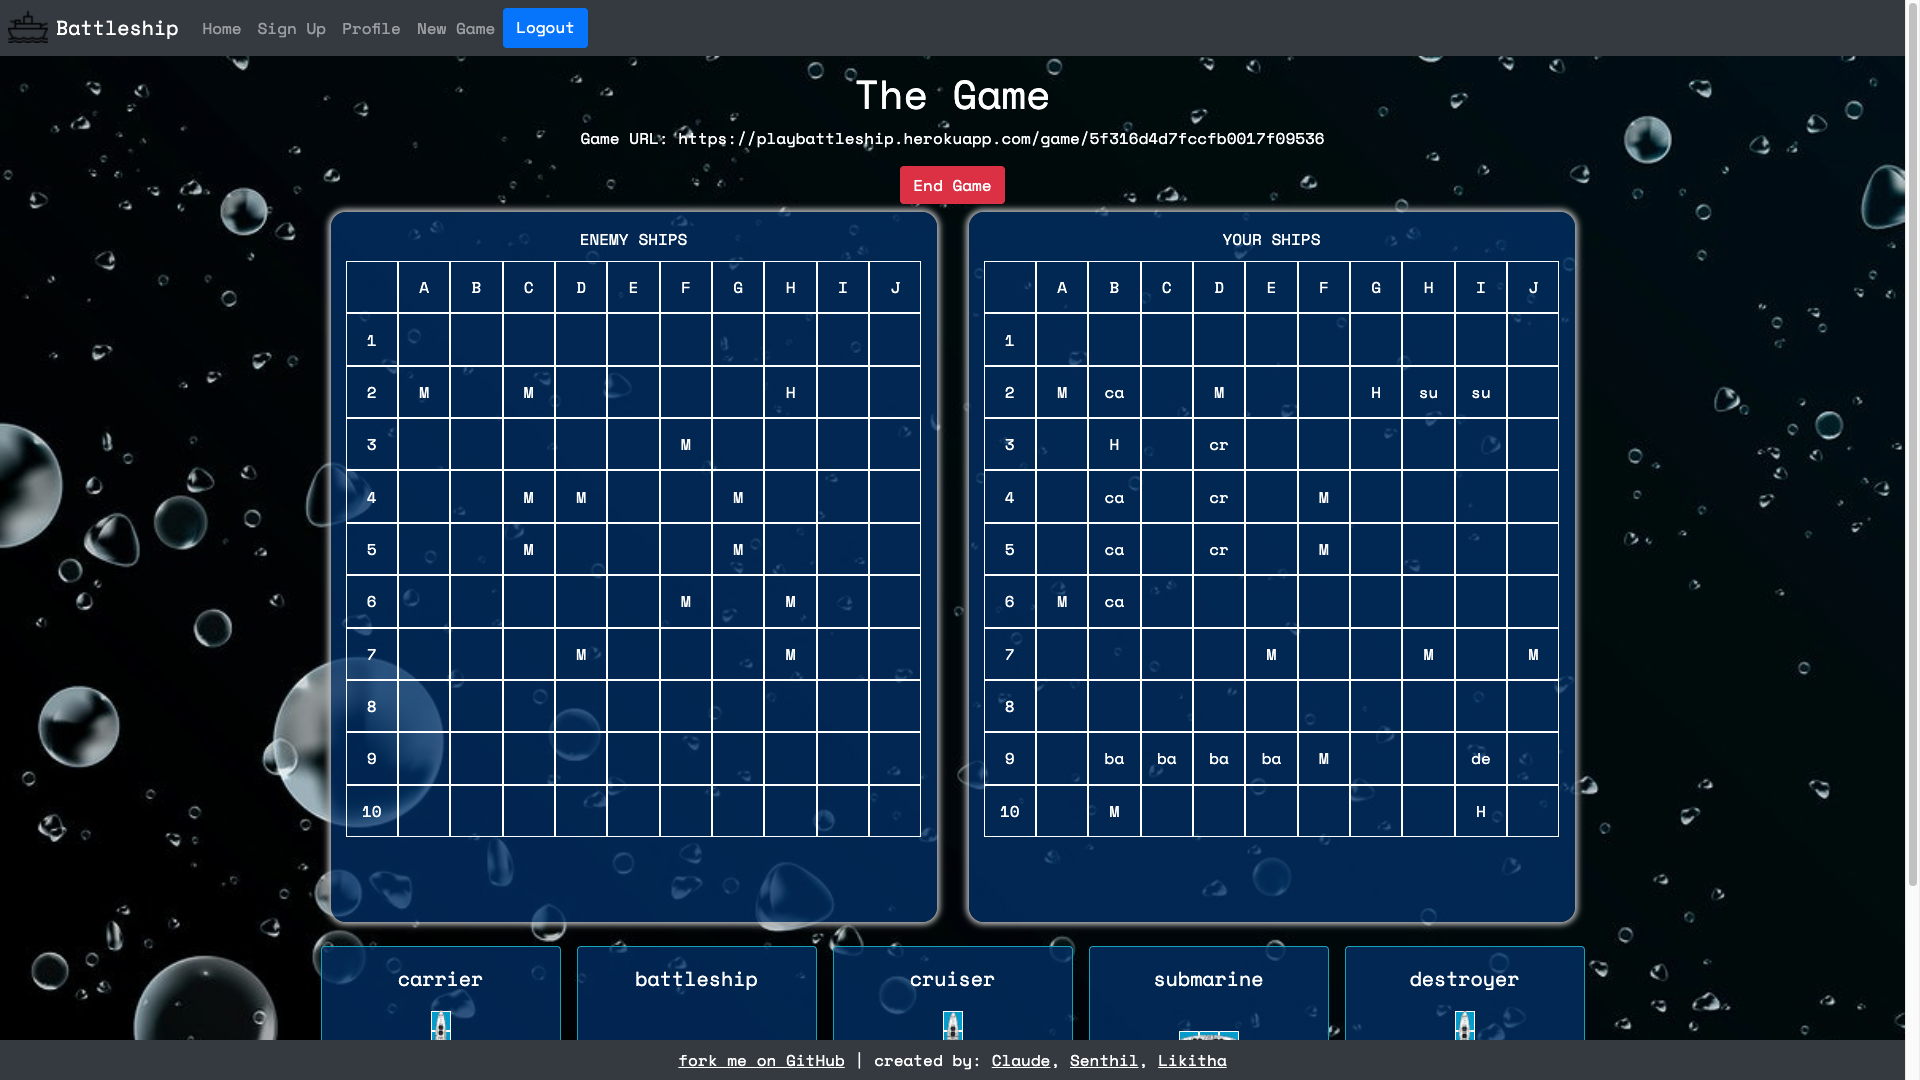 Battleship Home Sign Up Profile New Game Logout
The Game
Game URL: https://playbattleship.herokuapp.com/game/5f316d4d7fccfb0017f09536
End Game
ENEMY SHIPS
A B C D E F G H I J
1
2 M M H
3 M
4 M M M
5 M M
6 M M
7 M M
8
9
10
YOUR SHIPS
A B C D E F G H I J
1
2 M ca M H su su
3 H cr
4 ca cr M
5 ca cr M
6 M ca
7 M M M
8
9 ba ba ba ba M de
10 M H
carrier battleship cruiser submarine destroyer
fork me on GitHub | created by: Claude, Senthil, Likitha